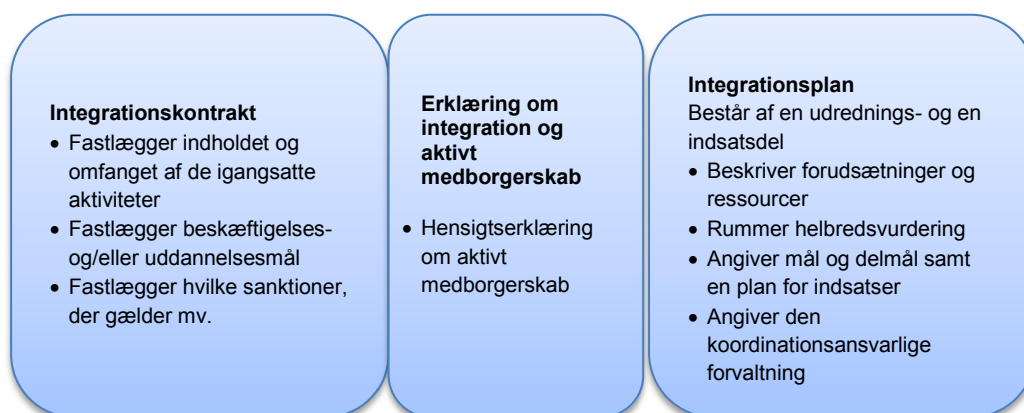 Integrationskontrakt
• Fastlægger indholdet og
omfanget af de igangsatte
aktiviteter
• Fastlægger beskæftigelses-
og/eller uddannelsesmål
• Fastlægger hvilke sanktioner,
der gælder mv.
Erklæring om
integration og
aktivt
medborgerskab
• Hensigtserklæring
om aktivt
medborgerskab
Integrationsplan
Består af en udrednings- og en
indsatsdel
• Beskriver forudsætninger og
ressourcer
• Rummer helbredsvurdering
• Angiver mål og delmål samt
en plan for indsatser
• Angiver den
koordinationsansvarlige
forvaltning